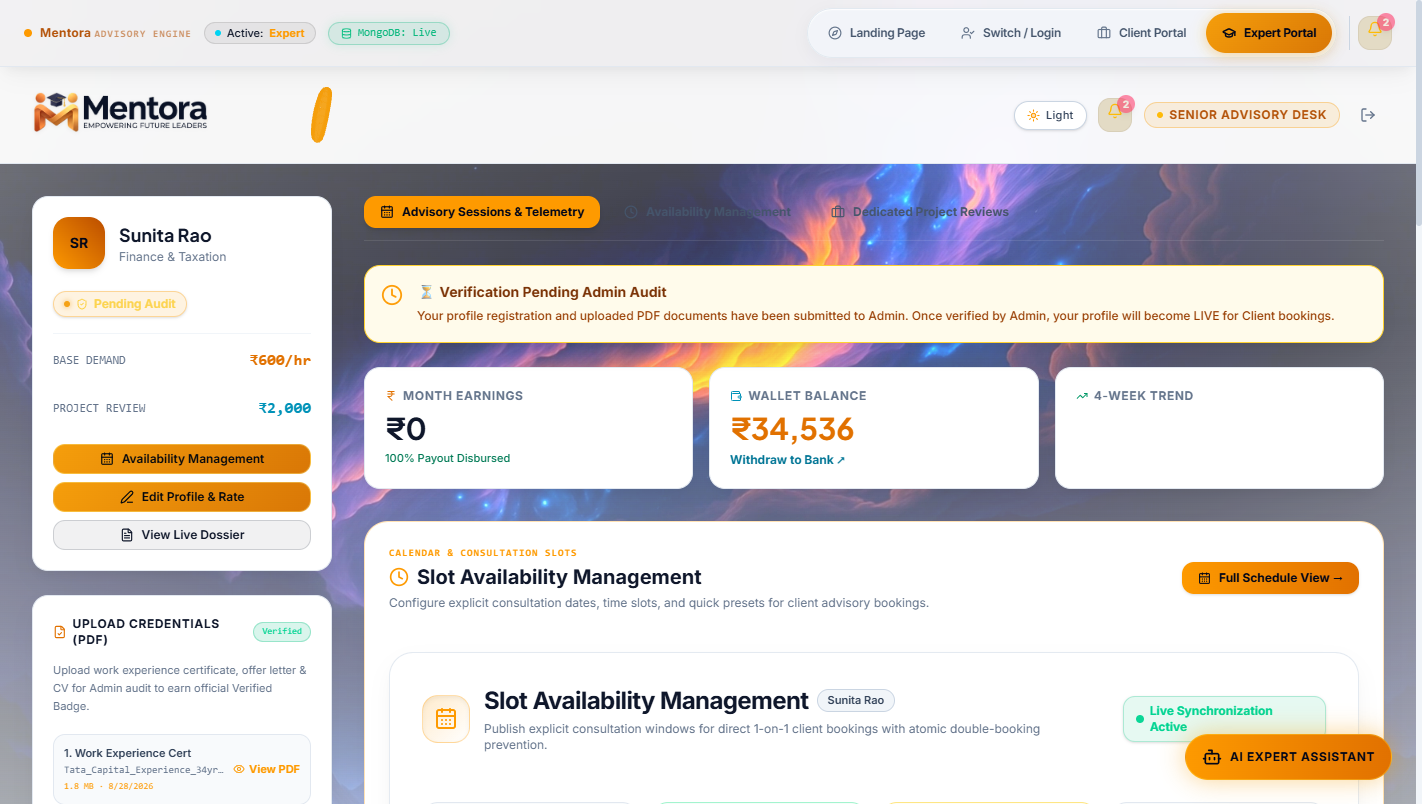 Mentora ADVISORY ENGINE
Active: Expert
MongoDB: Live
Landing Page
Switch / Login
Client Portal
Expert Portal
2
Mentora
EMPOWERING FUTURE LEADERS
Light
2
SENIOR ADVISORY DESK
SR
Sunita Rao
Finance & Taxation
Pending Audit
BASE DEMAND
₹600/hr
PROJECT REVIEW
₹2,000
Availability Management
Edit Profile & Rate
View Live Dossier
UPLOAD CREDENTIALS
(PDF)
Verified
Upload work experience certificate, offer letter &
CV for Admin audit to earn official Verified
Badge.
1. Work Experience Cert
Tata_Capital_Experience_34yr…
View PDF
1.8 MB · 8/28/2026
Advisory Sessions & Telemetry
Availability Management
Dedicated Project Reviews
⏳ Verification Pending Admin Audit
Your profile registration and uploaded PDF documents have been submitted to Admin. Once verified by Admin, your profile will become LIVE for Client bookings.
₹ MONTH EARNINGS
₹0
100% Payout Disbursed
WALLET BALANCE
₹34,536
Withdraw to Bank ↗
4-WEEK TREND
CALENDAR & CONSULTATION SLOTS
Slot Availability Management
Configure explicit consultation dates, time slots, and quick presets for client advisory bookings.
Full Schedule View →
Slot Availability Management
Sunita Rao
Publish explicit consultation windows for direct 1-on-1 client bookings with atomic double-booking
prevention.
Live Synchronization
Active
AI EXPERT ASSISTANT